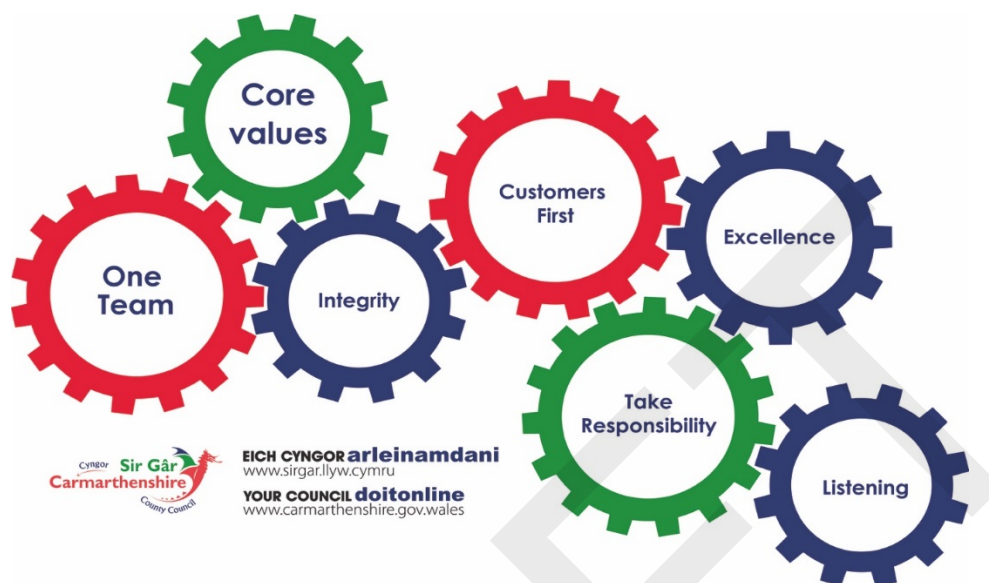 Core
values
One
Team
Integrity
Customers
First
Excellence
Take
Responsibility
Listening
Cyngor Sir Gâr
Carmarthenshire
County Council
EICH CYNGOR arleinamdani
www.sirgar.llyw.cymru
YOUR COUNCIL doitonline
www.carmarthenshire.gov.wales